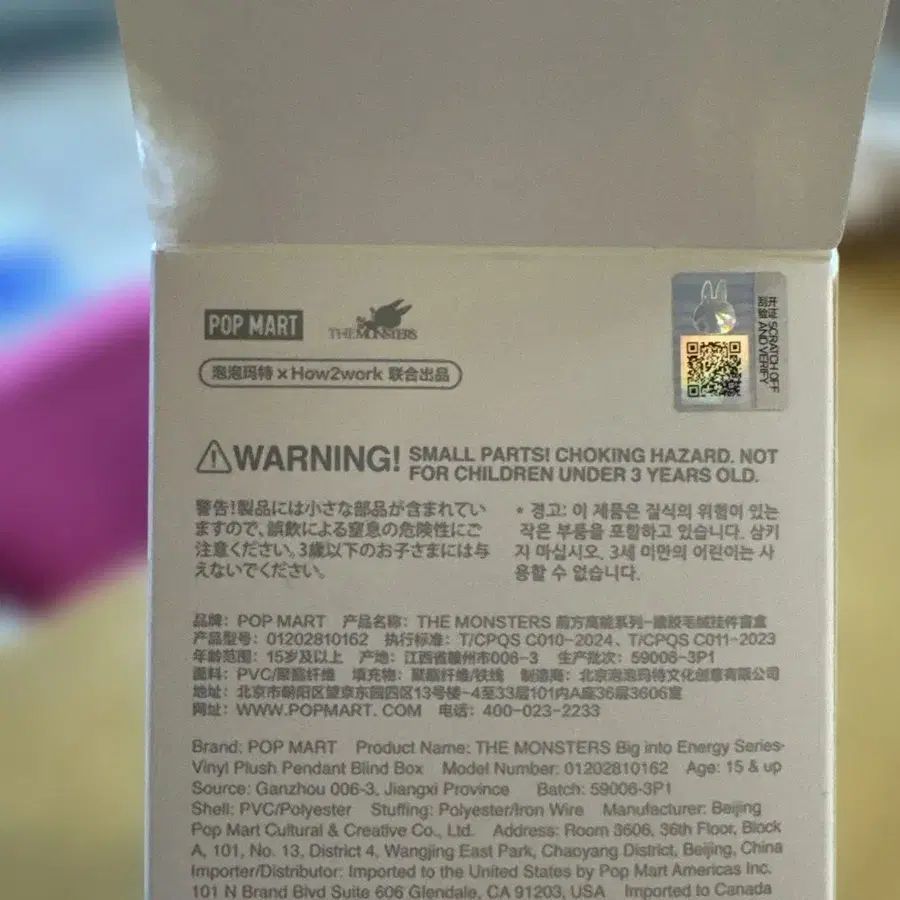 POP MART
THE MONSTERS
泡泡玛特×How2work 联合出品
刮开 SCRATCH OFF
刮层 AND VERIFY
WARNING! SMALL PARTS! CHOKING HAZARD. NOT
FOR CHILDREN UNDER 3 YEARS OLD.
警告!製品には小さな部品が含まれてい
ますので、誤飲による窒息の危険性にご
注意ください。3歳以下のお子さまには与
えないでください。
* 경고: 이 제품은 질식의 위험이 있는
작은 부품을 포함하고 있습니다. 삼키
지 마십시오. 3세 미만의 어린이는 사
용할 수 없습니다.
品牌：POP MART 产品名称：THE MONSTERS 前方高能系列-搪胶毛绒挂件盲盒
产品型号：01202810162 执行标准：T/CPQS C010-2024、T/CPQS C011-2023
年龄范围：15岁及以上 产地：江西省赣州市006-3 生产批次：59006-3P1
面料：PVC/聚酯纤维 填充物：聚酯纤维/铁线 制造商：北京泡泡玛特文化创意有限公司
地址：北京市朝阳区望京东园四区13号楼-4至33层101内A座36层3606室
网址：WWW.POPMART.COM 电话：400-023-2233
Brand: POP MART Product Name: THE MONSTERS Big into Energy Series-
Vinyl Plush Pendant Blind Box Model Number: 01202810162 Age: 15 & up
Source: Ganzhou 006-3, Jiangxi Province Batch: 59006-3P1
Shell: PVC/Polyester Stuffing: Polyester/Iron Wire Manufacturer: Beijing
Pop Mart Cultural & Creative Co., Ltd. Address: Room 3606, 36th Floor, Block
A, 101, No. 13, District 4, Wangjing East Park, Chaoyang District, Beijing, China
Importer/Distributor: Imported to the United States by Pop Mart Americas Inc.
101 N Brand Blvd Suite 606 Glendale, CA 91203, USA Imported to Canada